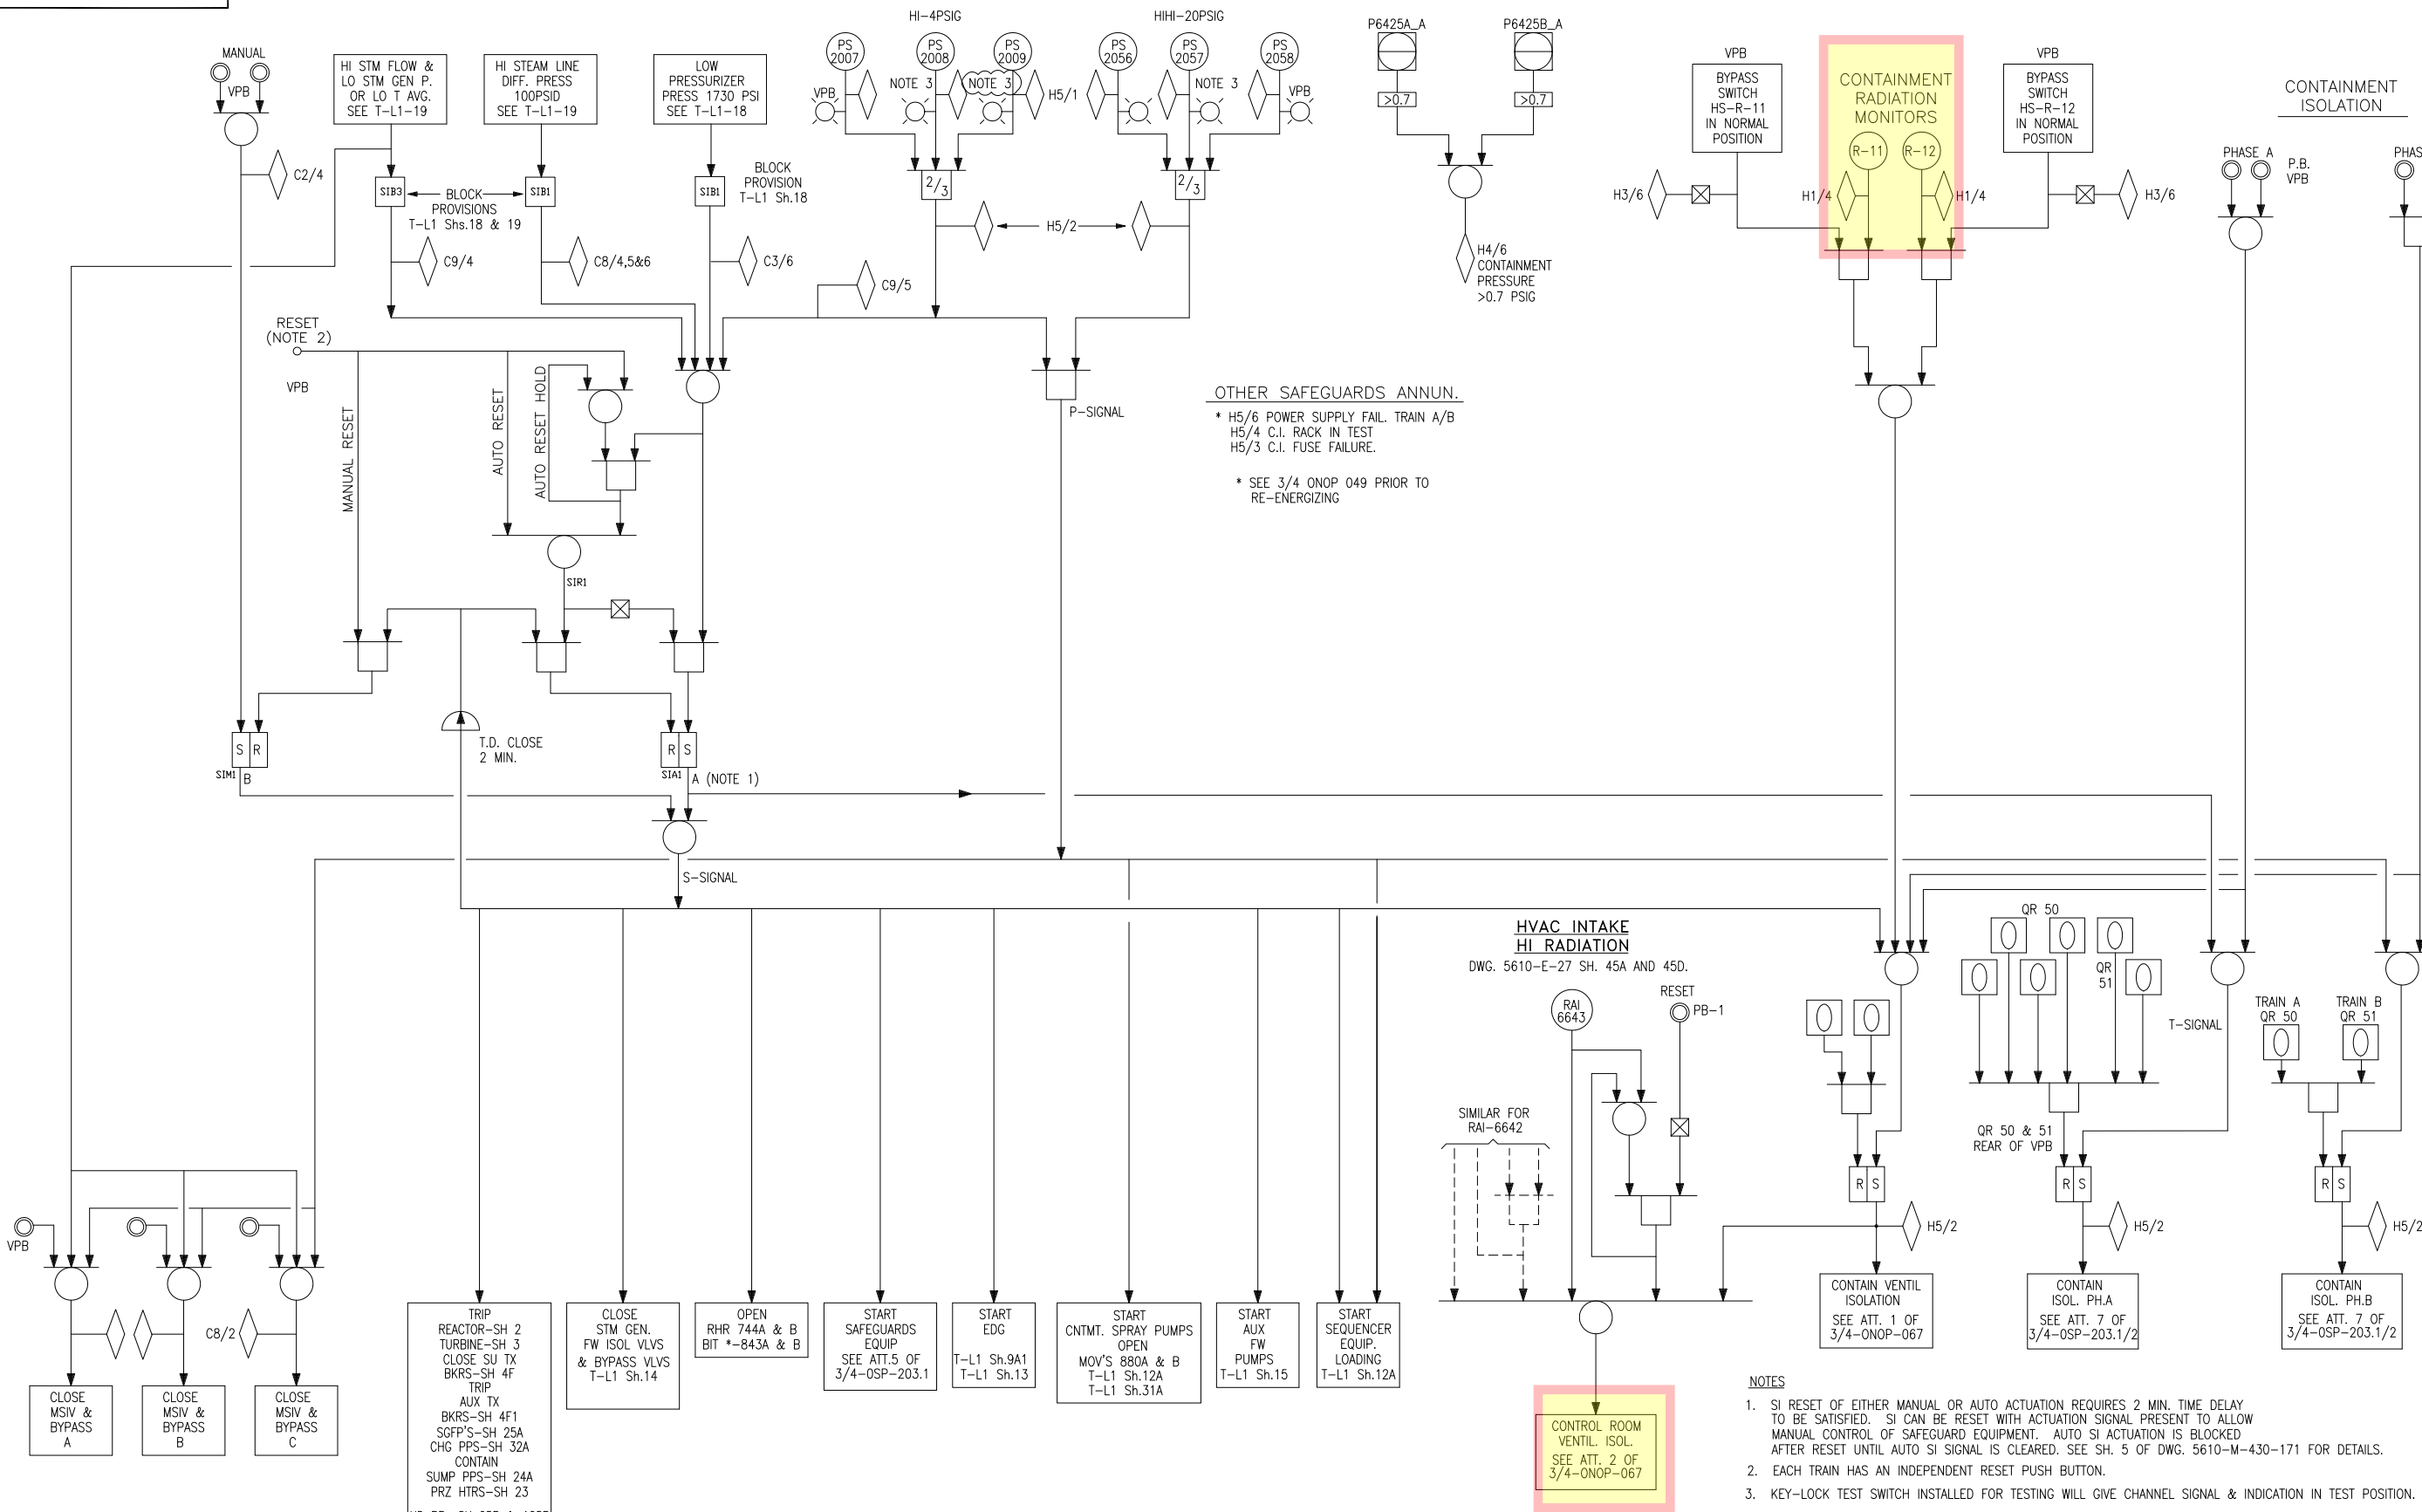 MANUAL
VPB
HI STM FLOW &
LO STM GEN P.
OR LO T AVG.
SEE T-L1-19
HI STEAM LINE
DIFF. PRESS
100PSID
SEE T-L1-19
LOW
PRESSURIZER
PRESS 1730 PSI
SEE T-L1-18
HI-4PSIG
PS
2007
PS
2008
PS
2009
VPB
NOTE 3
NOTE 3
H5/1
HIHI-20PSIG
PS
2056
PS
2057
PS
2058
NOTE 3
VPB
P6425A_A
P6425B_A
>0.7
>0.7
VPB
BYPASS
SWITCH
HS-R-11
IN NORMAL
POSITION
CONTAINMENT
RADIATION
MONITORS
R-11
R-12
VPB
BYPASS
SWITCH
HS-R-12
IN NORMAL
POSITION
CONTAINMENT
ISOLATION
PHASE A
P.B.
VPB
PHAS
C2/4
SIB3
BLOCK
PROVISIONS
T-L1 Shs.18 & 19
SIB1
SIB1
BLOCK
PROVISION
T-L1 Sh.18
2/3
2/3
H5/2
H3/6
H1/4
H1/4
H3/6
C9/4
C8/4,5&6
C3/6
C9/5
H4/6
CONTAINMENT
PRESSURE
>0.7 PSIG
RESET
(NOTE 2)
VPB
MANUAL RESET
AUTO RESET
AUTO RESET HOLD
P-SIGNAL
OTHER SAFEGUARDS ANNUN.
* H5/6 POWER SUPPLY FAIL. TRAIN A/B
H5/4 C.I. RACK IN TEST
H5/3 C.I. FUSE FAILURE.
* SEE 3/4 ONOP 049 PRIOR TO
RE-ENERGIZING
SIR1
T.D. CLOSE
2 MIN.
S R
SIM1
B
R S
SIA1
A (NOTE 1)
S-SIGNAL
HVAC INTAKE
HI RADIATION
DWG. 5610-E-27 SH. 45A AND 45D.
RAI
6643
RESET
PB-1
SIMILAR FOR
RAI-6642
QR 50
QR
51
QR 50 & 51
REAR OF VPB
T-SIGNAL
TRAIN A
QR 50
TRAIN B
QR 51
R S
R S
R S
H5/2
H5/2
H5/2
VPB
C8/2
CLOSE
MSIV &
BYPASS
A
CLOSE
MSIV &
BYPASS
B
CLOSE
MSIV &
BYPASS
C
TRIP
REACTOR-SH 2
TURBINE-SH 3
CLOSE SU TX
BKRS-SH 4F
TRIP
AUX TX
BKRS-SH 4F1
SGFP'S-SH 25A
CHG PPS-SH 32A
CONTAIN
SUMP PPS-SH 24A
PRZ HTRS-SH 23
CLOSE
STM GEN.
FW ISOL VLVS
& BYPASS VLVS
T-L1 Sh.14
OPEN
RHR 744A & B
BIT *-843A & B
START
SAFEGUARDS
EQUIP
SEE ATT.5 OF
3/4-OSP-203.1
START
EDG
T-L1 Sh.9A1
T-L1 Sh.13
START
CNTMT. SPRAY PUMPS
OPEN
MOV'S 880A & B
T-L1 Sh.12A
T-L1 Sh.31A
START
AUX
FW
PUMPS
T-L1 Sh.15
START
SEQUENCER
EQUIP.
LOADING
T-L1 Sh.12A
CONTROL ROOM
VENTIL. ISOL.
SEE ATT. 2 OF
3/4-ONOP-067
CONTAIN VENTIL
ISOLATION
SEE ATT. 1 OF
3/4-ONOP-067
CONTAIN
ISOL. PH.A
SEE ATT. 7 OF
3/4-OSP-203.1/2
CONTAIN
ISOL. PH.B
SEE ATT. 7 OF
3/4-OSP-203.1/2
NOTES
1. SI RESET OF EITHER MANUAL OR AUTO ACTUATION REQUIRES 2 MIN. TIME DELAY
TO BE SATISFIED. SI CAN BE RESET WITH ACTUATION SIGNAL PRESENT TO ALLOW
MANUAL CONTROL OF SAFEGUARD EQUIPMENT. AUTO SI ACTUATION IS BLOCKED
AFTER RESET UNTIL AUTO SI SIGNAL IS CLEARED. SEE SH. 5 OF DWG. 5610-M-430-171 FOR DETAILS.
2. EACH TRAIN HAS AN INDEPENDENT RESET PUSH BUTTON.
3. KEY-LOCK TEST SWITCH INSTALLED FOR TESTING WILL GIVE CHANNEL SIGNAL & INDICATION IN TEST POSITION.